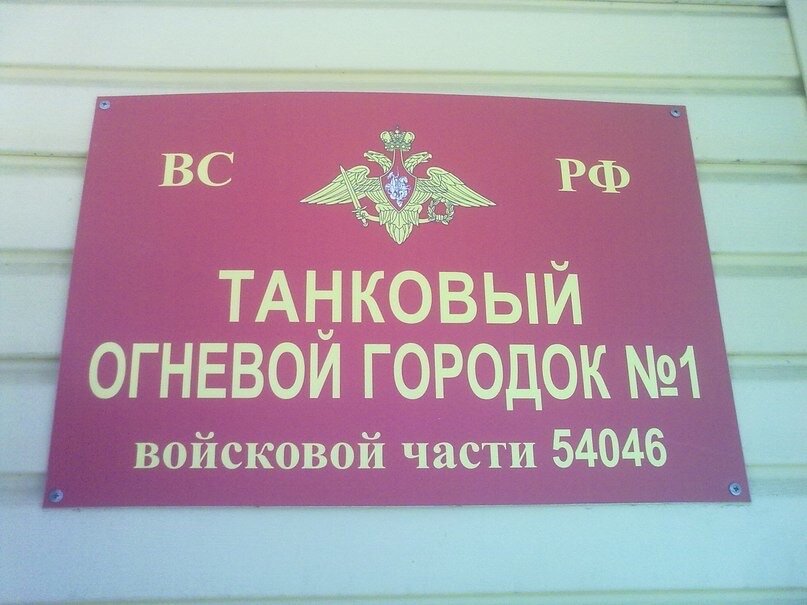 ВС РФ
ТАНКОВЫЙ
ОГНЕВОЙ ГОРОДОК №1
войсковой части 54046